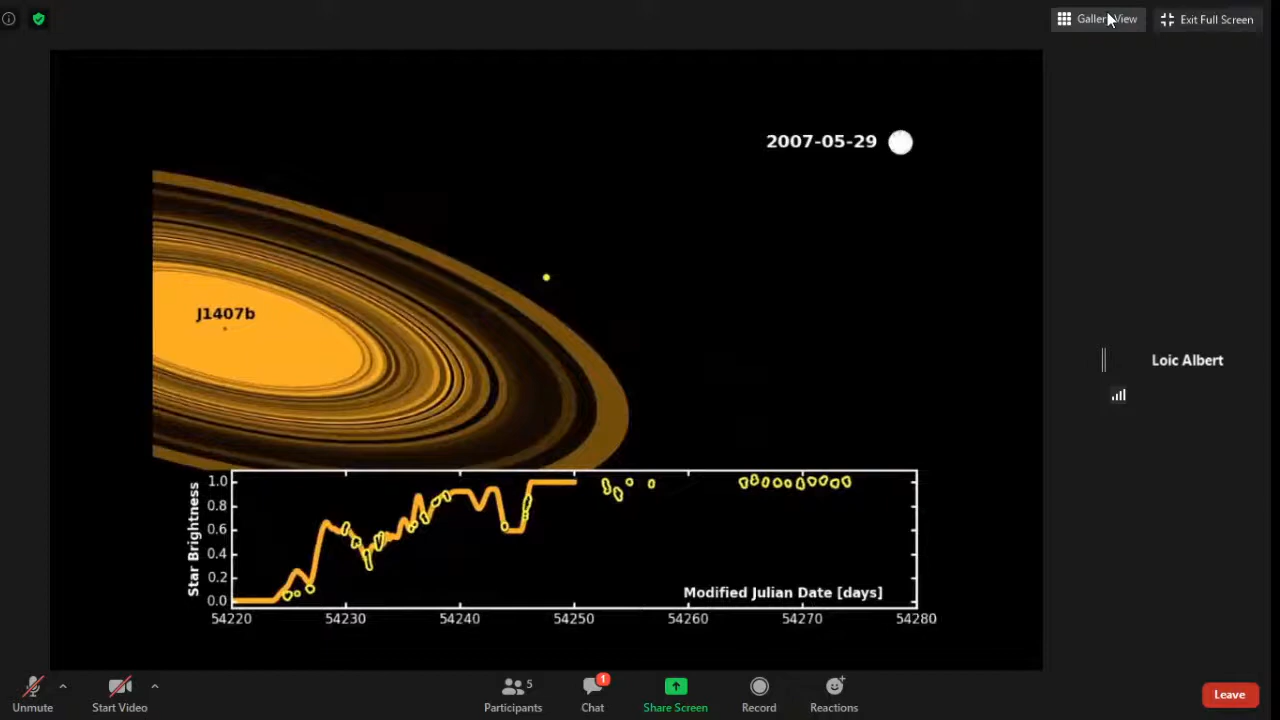 Gallery View
Exit Full Screen
2007-05-29
J1407b
Loic Albert
Star Brightness
1.0
0.8
0.6
0.4
0.2
0.0
Modified Julian Date [days]
54220 54230 54240 54250 54260 54270 54280
5
1
Unmute
Start Video
Participants
Chat
Share Screen
Record
Reactions
Leave